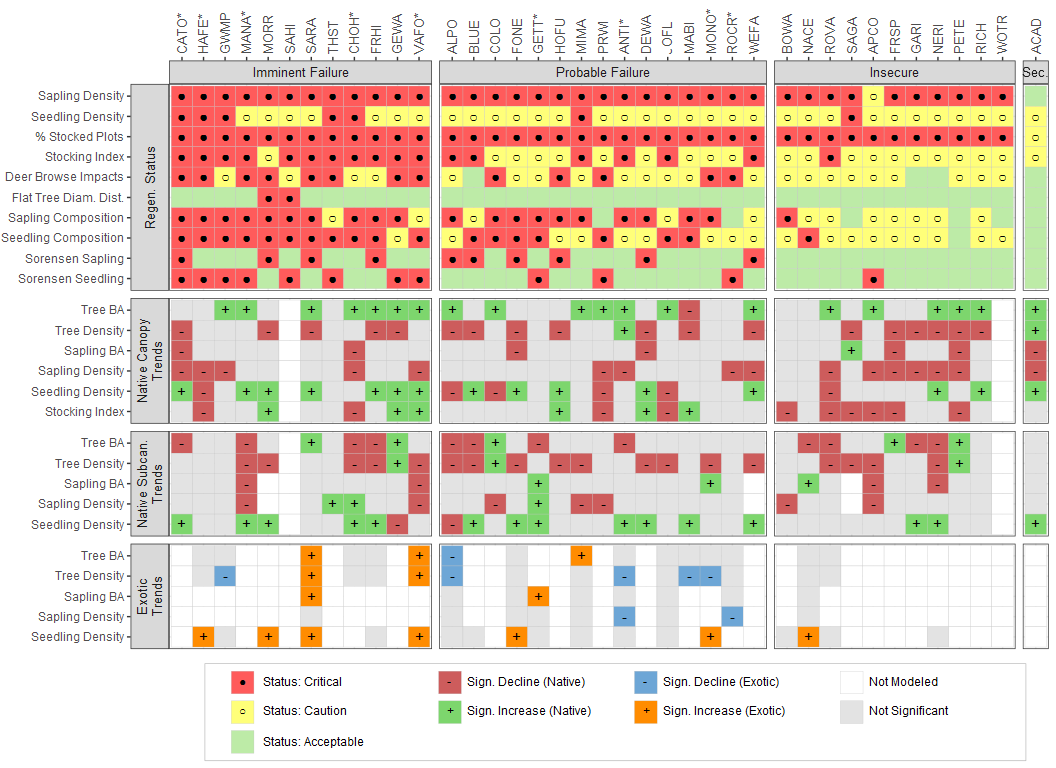 CATO* HAFE* GWMP MANA* MORR SAHI SARA THST CHOH* FRHI GEWA VAFO* ALPO BLUE COLO FONE GETT* HOFU MIMA PRWI ANTI* DEWA JOFL MABI MONO* ROCR* WEFA BOWA NACE ROVA SAGA APCO FRSP GARI NERI PETE RICH WOTR ACAD
Imminent Failure Probable Failure Insecure Sec.
Regen. Status
Sapling Density
Seedling Density
% Stocked Plots
Stocking Index
Deer Browse Impacts
Flat Tree Diam. Dist.
Sapling Composition
Seedling Composition
Sorensen Sapling
Sorensen Seedling
Native Canopy
Trends
Tree BA
Tree Density
Sapling BA
Sapling Density
Seedling Density
Stocking Index
Native Subcan.
Trends
Tree BA
Tree Density
Sapling BA
Sapling Density
Seedling Density
Exotic
Trends
Tree BA
Tree Density
Sapling BA
Sapling Density
Seedling Density
Status: Critical
Status: Caution
Status: Acceptable
- Sign. Decline (Native)
+ Sign. Increase (Native)
- Sign. Decline (Exotic)
+ Sign. Increase (Exotic)
Not Modeled
Not Significant